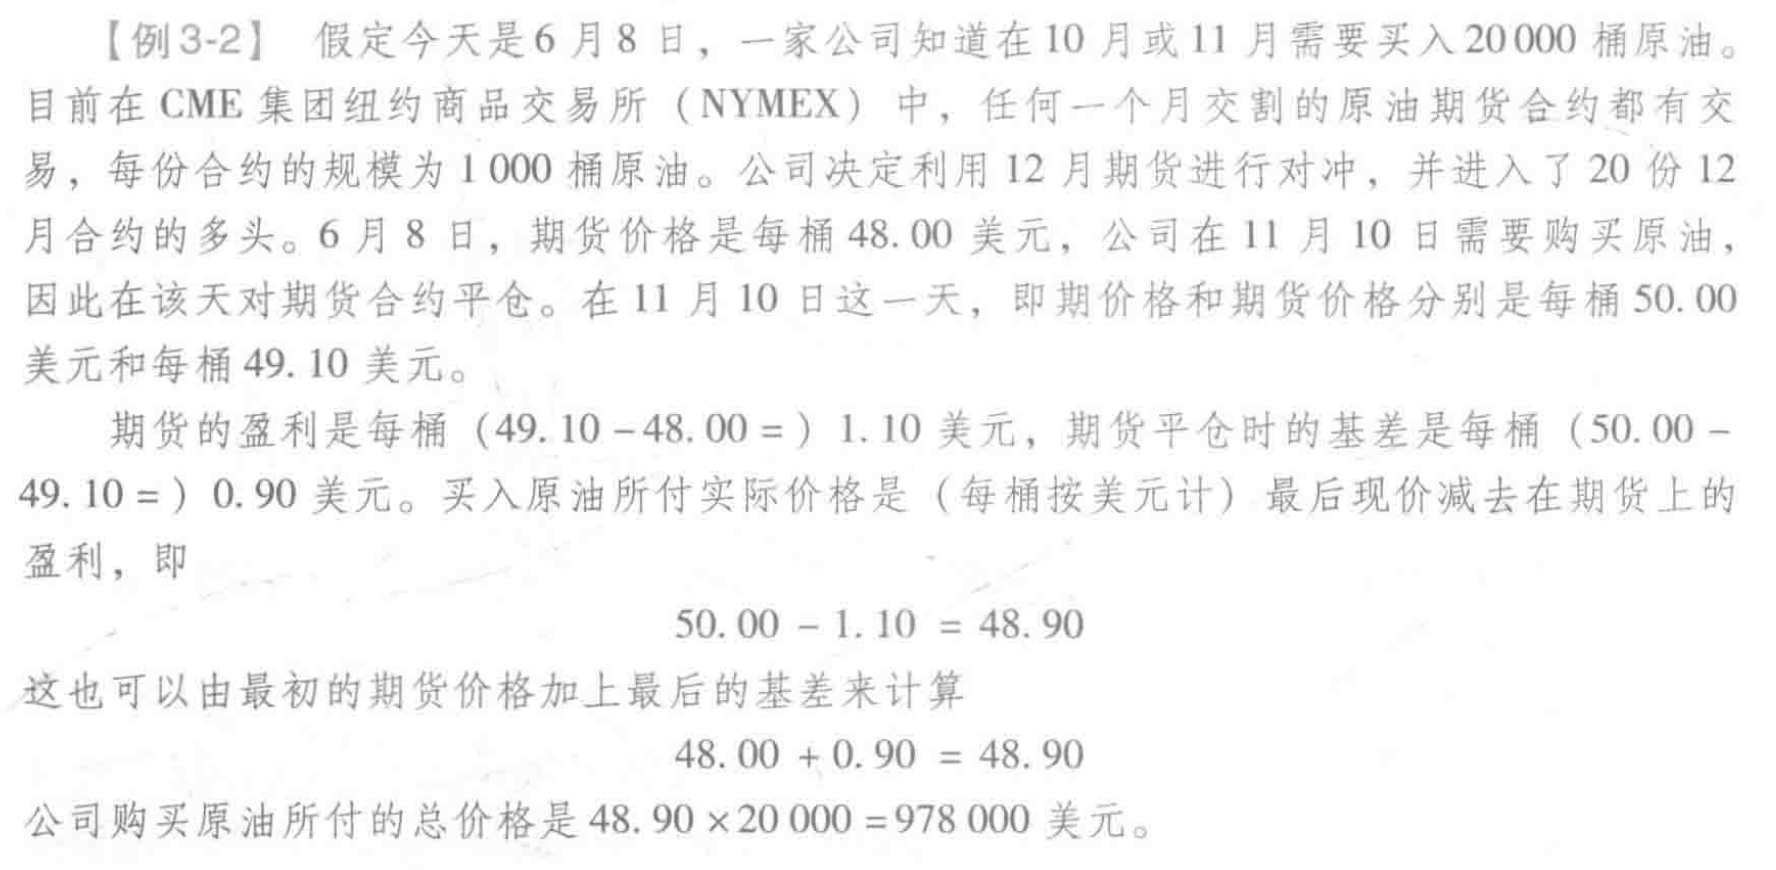 【例3-2】 假定今天是6月8日，一家公司知道在10月或11月需要买入20 000桶原油。
目前在CME集团纽约商品交易所（NYMEX）中，任何一个月交割的原油期货合约都有交
易，每份合约的规模为1 000桶原油。公司决定利用12月期货进行对冲，并进入了20份12
月合约的多头。6月8日，期货价格是每桶48.00美元，公司在11月10日需要购买原油，
因此在该天对期货合约平仓。在11月10日这一天，即期价格和期货价格分别是每桶50.00
美元和每桶49.10美元。
期货的盈利是每桶（49.10-48.00=）1.10美元，期货平仓时的基差是每桶（50.00-
49.10=）0.90美元。买入原油所付实际价格是（每桶按美元计）最后现价减去在期货上的
盈利，即
50.00 - 1.10 = 48.90
这也可以由最初的期货价格加上最后的基差来计算
48.00 + 0.90 = 48.90
公司购买原油所付的总价格是48.90×20 000=978 000美元。